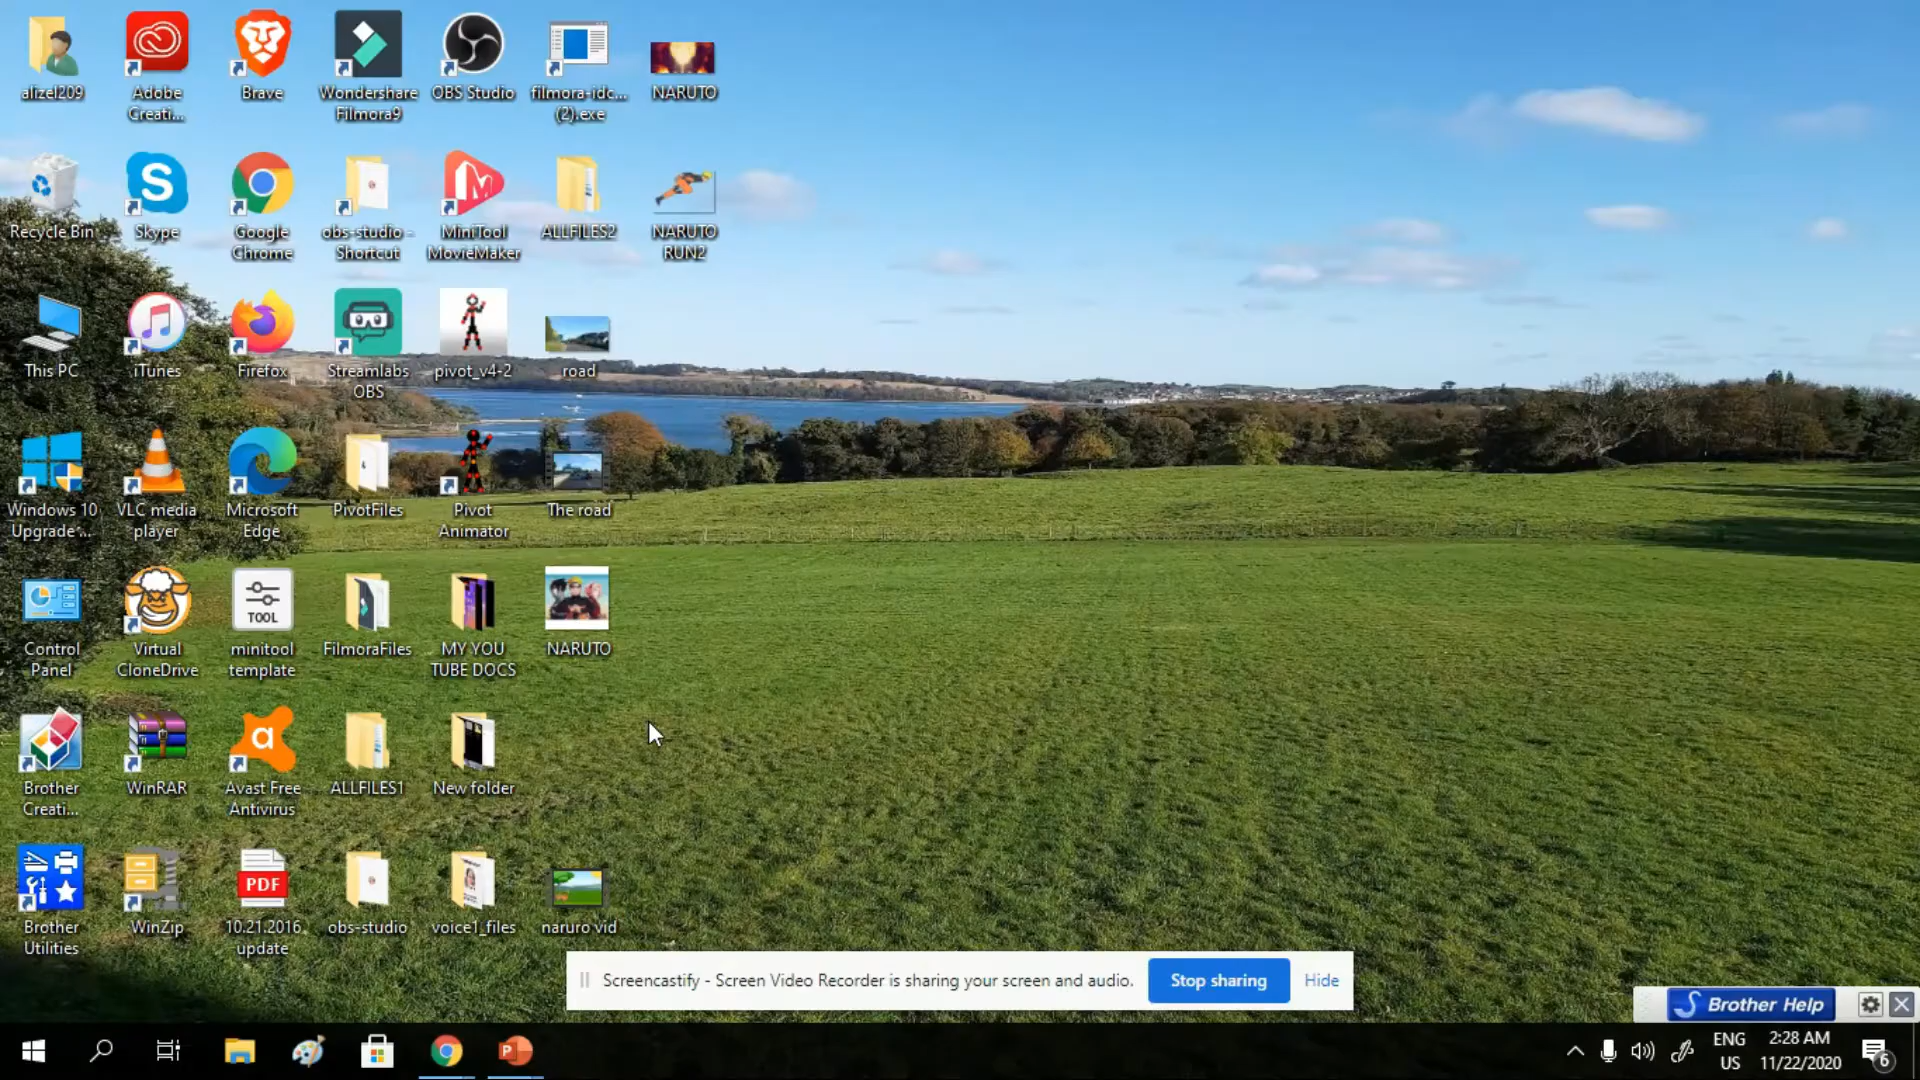 alizel209
Adobe
Creati...
Brave
Wondershare
Filmora9
OBS Studio
filmora-idc...
(2).exe
NARUTO
Recycle Bin
Skype
Google
Chrome
obs-studio -
Shortcut
MiniTool
MovieMaker
ALLFILES2
NARUTO
RUN2
This PC
iTunes
Firefox
Streamlabs
OBS
pivot_v4-2
road
Windows 10
Upgrade ...
VLC media
player
Microsoft
Edge
PivotFiles
Pivot
Animator
The road
TOOL
Control
Panel
Virtual
CloneDrive
minitool
template
FilmoraFiles
MY YOU
TUBE DOCS
NARUTO
Brother
Creati...
WinRAR
Avast Free
Antivirus
ALLFILES1
New folder
PDF
Brother
Utilities
WinZip
10.21.2016
update
obs-studio
voice1_files
naruro vid
Screencastify - Screen Video Recorder is sharing your screen and audio.
Stop sharing
Hide
Brother Help
ENG
US
2:28 AM
11/22/2020
6